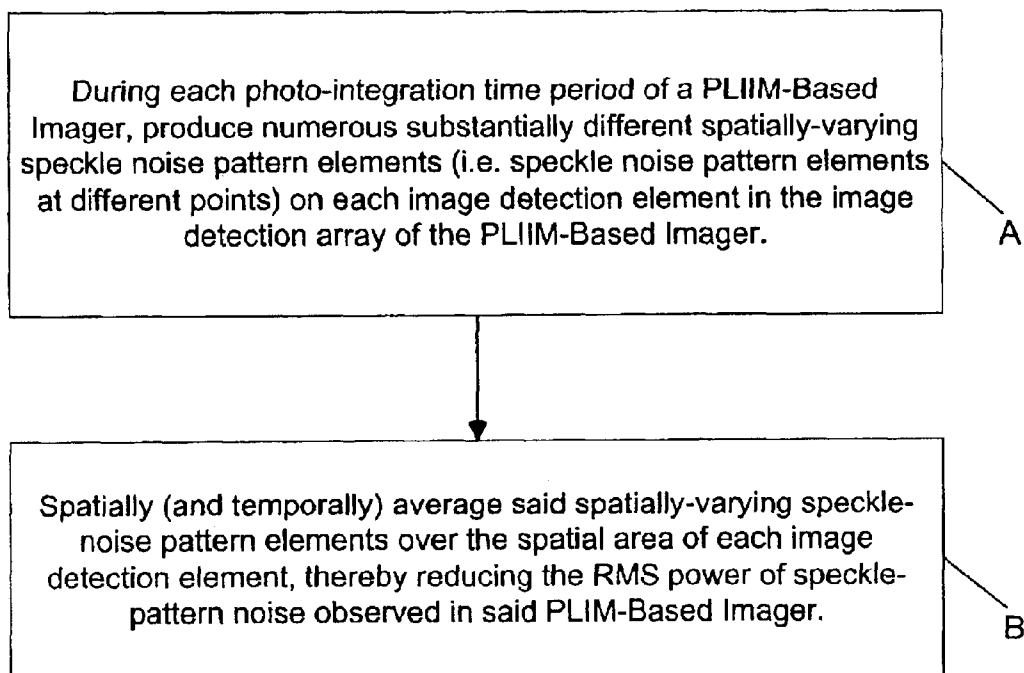 During each photo-integration time period of a PLIIM-Based
Imager, produce numerous substantially different spatially-varying
speckle noise pattern elements (i.e. speckle noise pattern elements
at different points) on each image detection element in the image
detection array of the PLIIM-Based Imager.
A
Spatially (and temporally) average said spatially-varying speckle-
noise pattern elements over the spatial area of each image
detection element, thereby reducing the RMS power of speckle-
pattern noise observed in said PLIM-Based Imager.
B